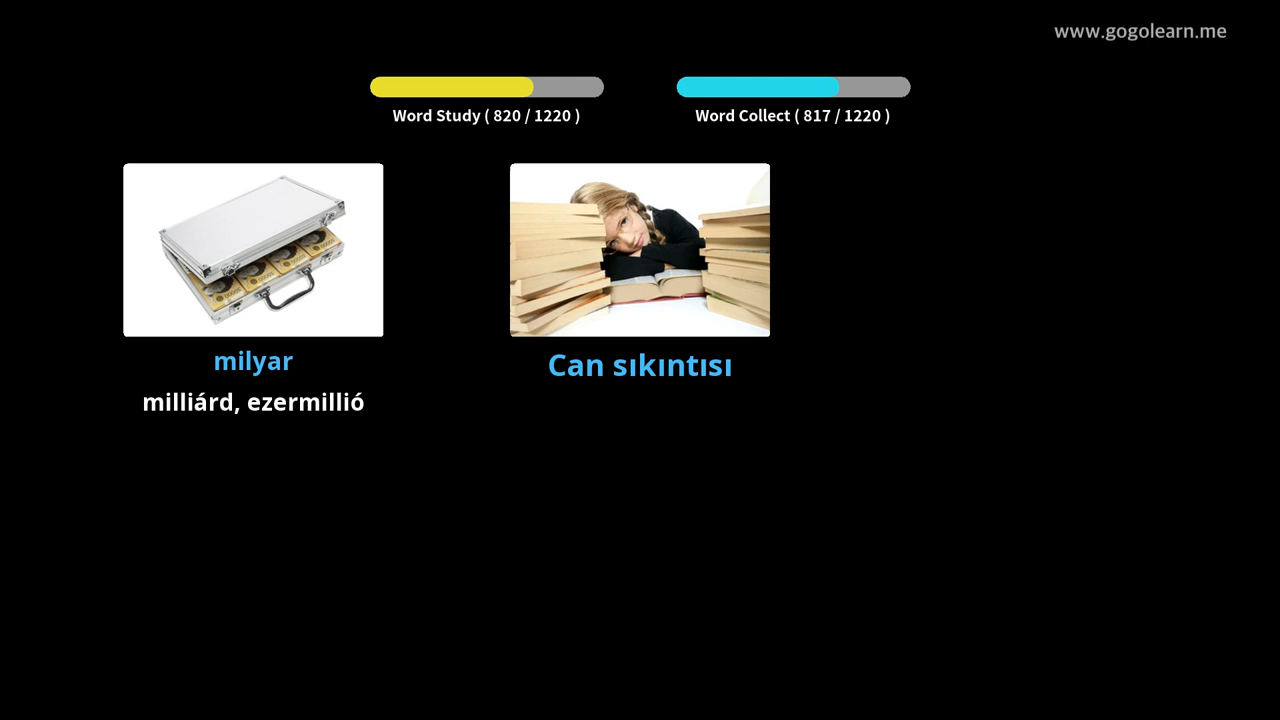 www.gogolearn.me
Word Study ( 820 / 1220 )
Word Collect ( 817 / 1220 )
milyar
milliárd, ezermillió
Can sıkıntısı